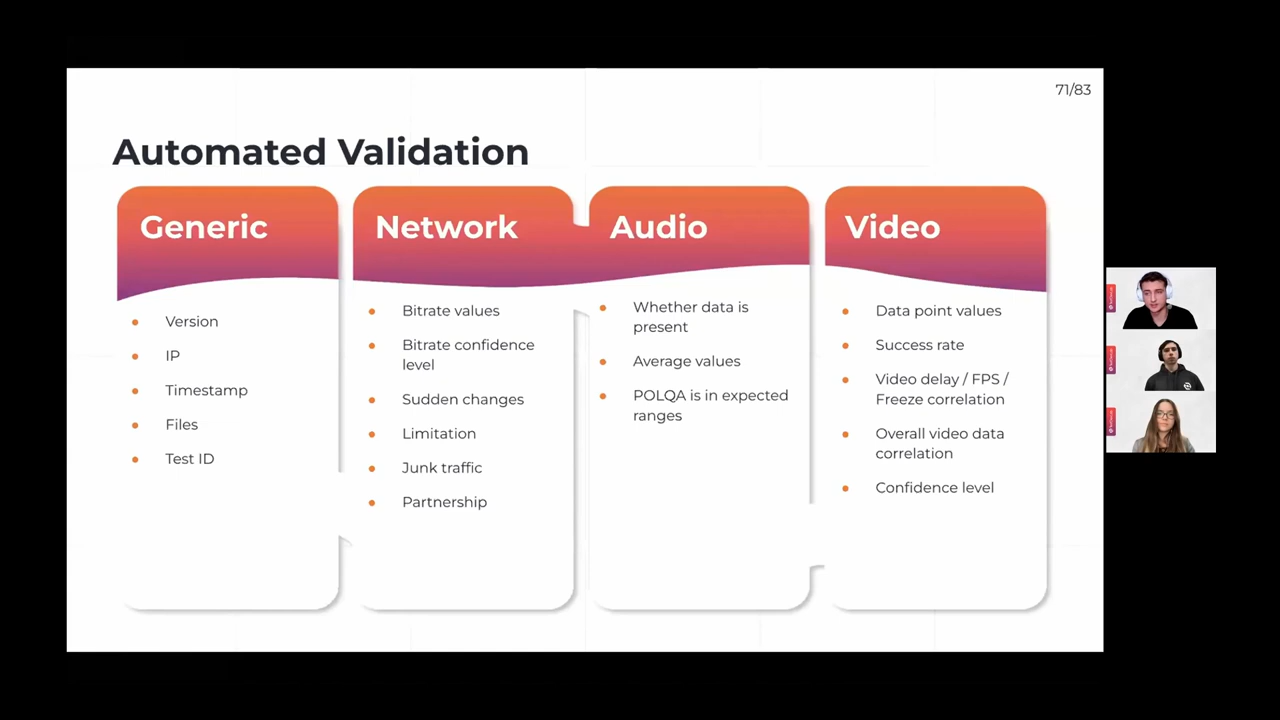 71/83
Automated Validation
Generic
Version
IP
Timestamp
Files
Test ID
Network
Bitrate values
Bitrate confidence
level
Sudden changes
Limitation
Junk traffic
Partnership
Audio
Whether data is
present
Average values
POLQA is in expected
ranges
Video
Data point values
Success rate
Video delay / FPS /
Freeze correlation
Overall video data
correlation
Confidence level